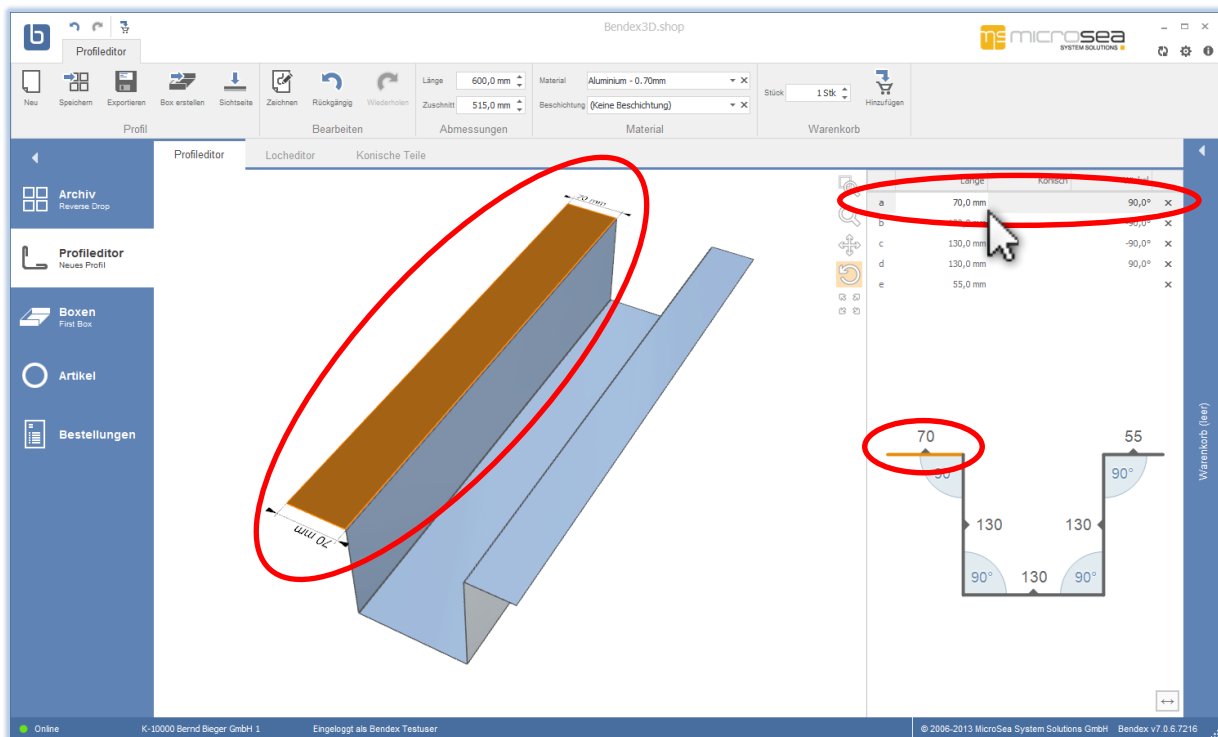 Bendex3D.shop
ms microsea
SYSTEM SOLUTIONS
Profileditor
Neu Speichern Exportieren Box erstellen Sichtseite Zeichnen Rückgängig Wiederholen
Länge 600,0 mm
Zuschnitt 515,0 mm
Material Aluminium - 0.70mm
Beschichtung (Keine Beschichtung)
Stück 1 Stk
Hinzufügen
Profil Bearbeiten Abmessungen Material Warenkorb
Profileditor Locheditor Konische Teile
Archiv
Reverse Drop
Profileditor
Neues Profil
Boxen
First Box
Artikel
Bestellungen
70 mm
70 mm
Länge Konisch
a 70,0 mm 90,0°
b
c 130,0 mm -90,0°
d 130,0 mm 90,0°
e 55,0 mm
70 55
90° 90°
130 130
90° 130 90°
Warenkorb (leer)
Online K-10000 Bernd Bieger GmbH 1 Eingeloggt als Bendex Testuser © 2006-2013 MicroSea System Solutions GmbH Bendex v7.0.6.7216